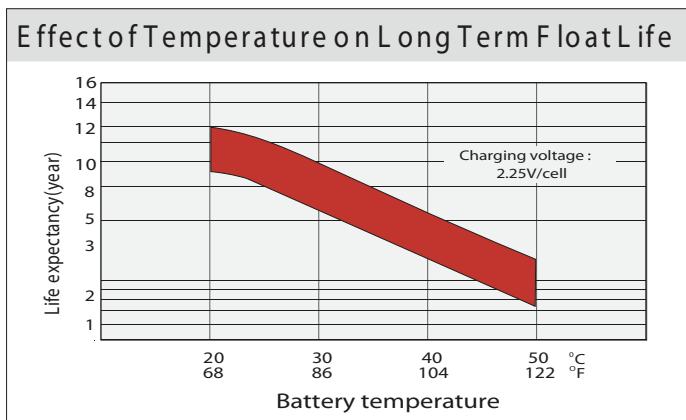 Effect of Temperature on Long Term Float Life
16
14
12
10
8
5
3
2
1
Life expectancy(year)
Charging voltage :
2.25V/cell
20 30 40 50 °C
68 86 104 122 °F
Battery temperature